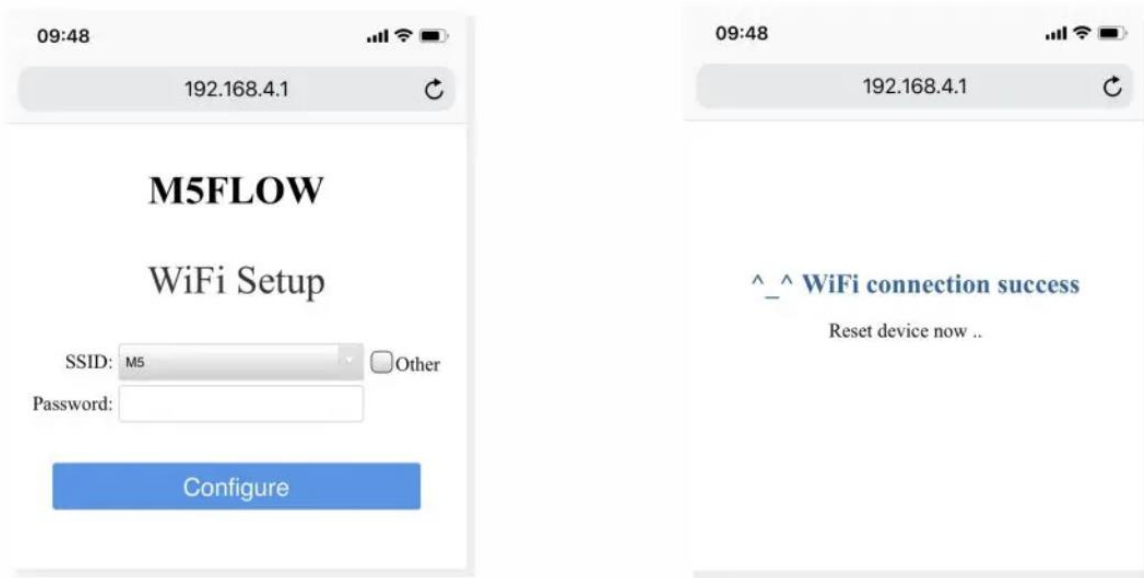 09:48
192.168.4.1
M5FLOW
WiFi Setup
SSID: M5 Other
Password:
Configure
09:48
192.168.4.1
^_^ WiFi connection success
Reset device now ..